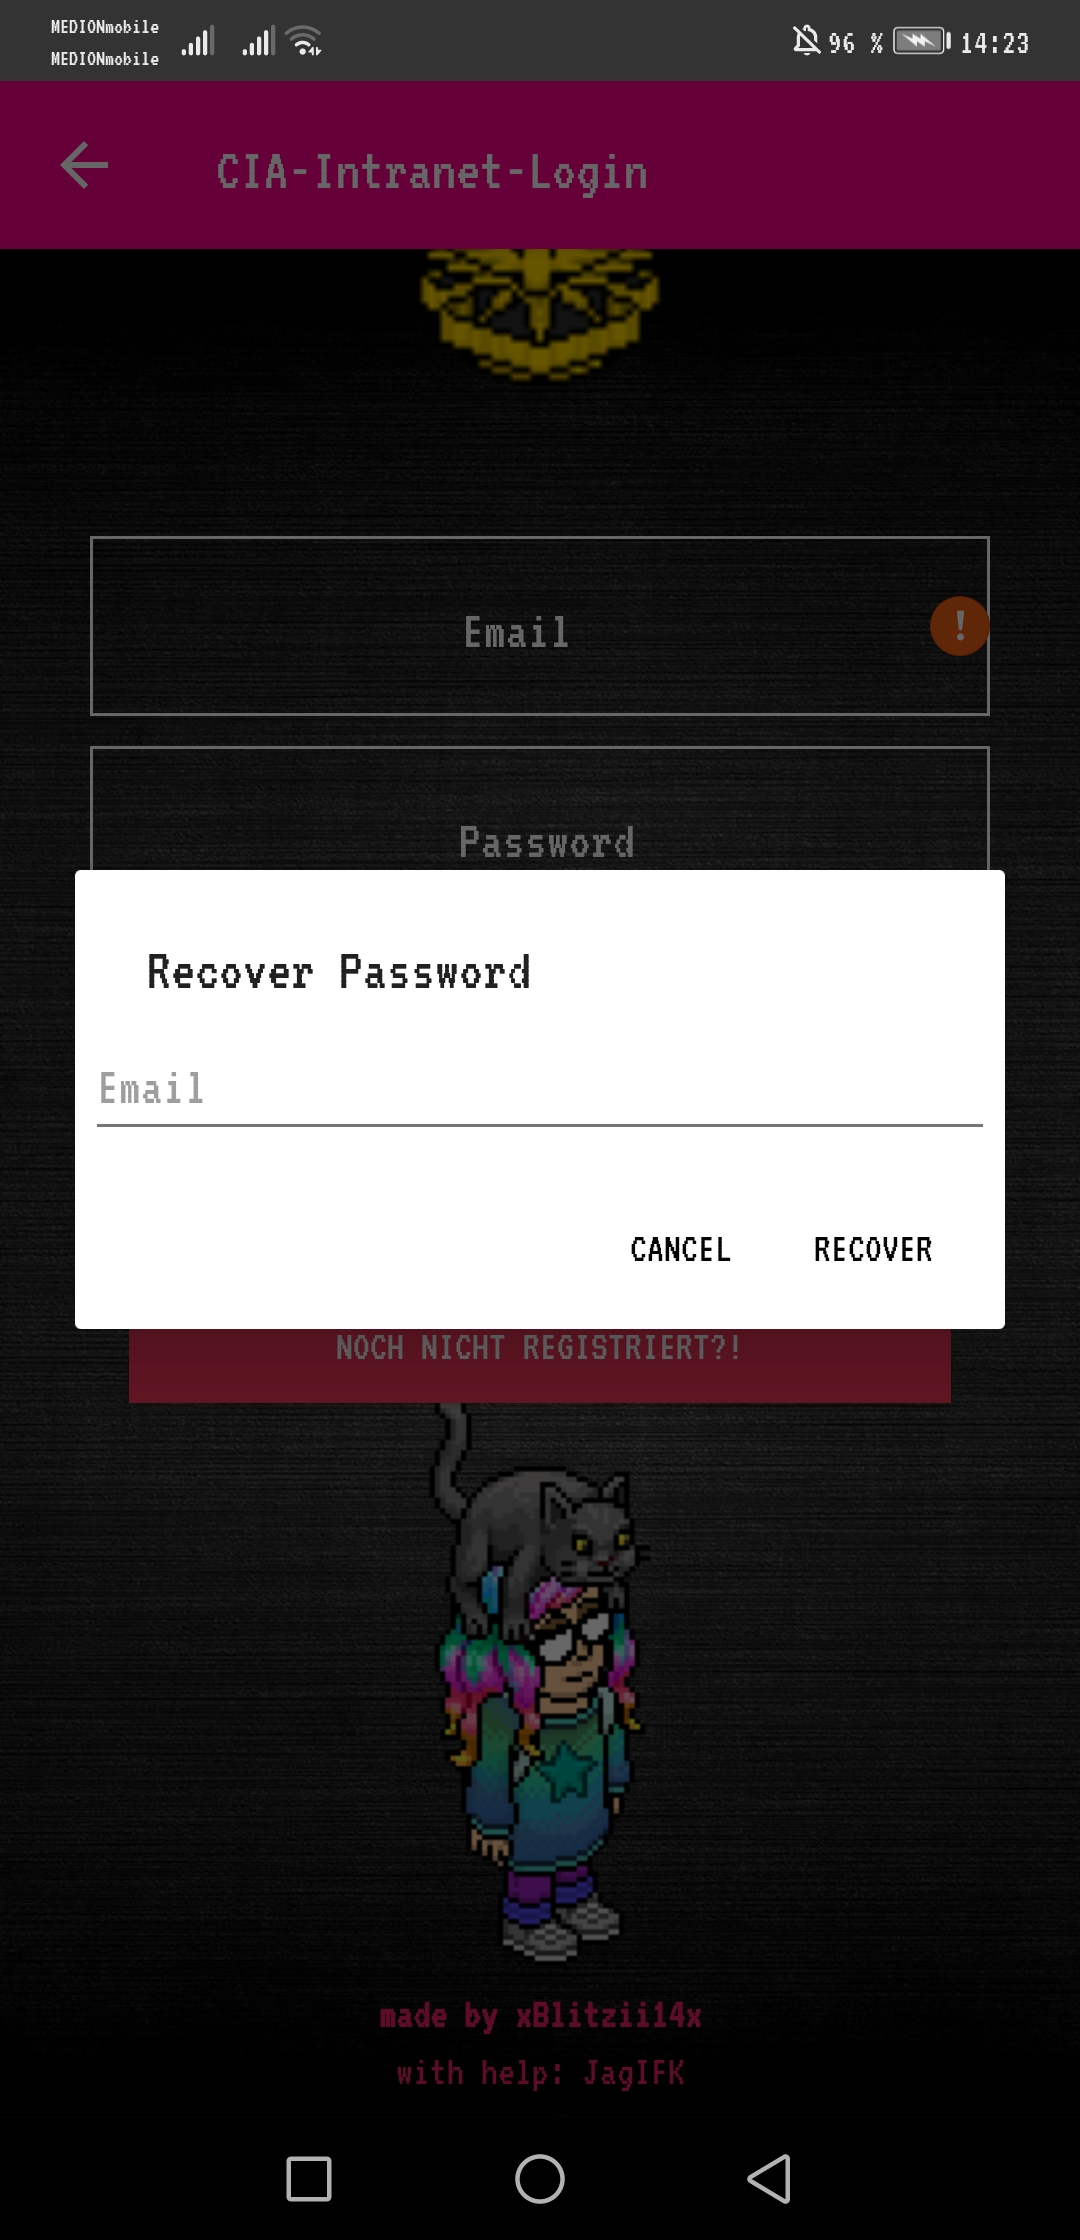 MEDIONmobile
MEDIONmobile
96 % 14:23
CIA-Intranet-Login
Email
!
Password
Recover Password
Email
CANCEL RECOVER
NOCH NICHT REGISTRIERT?!
made by xBlitzii14x
with help: JagIFK